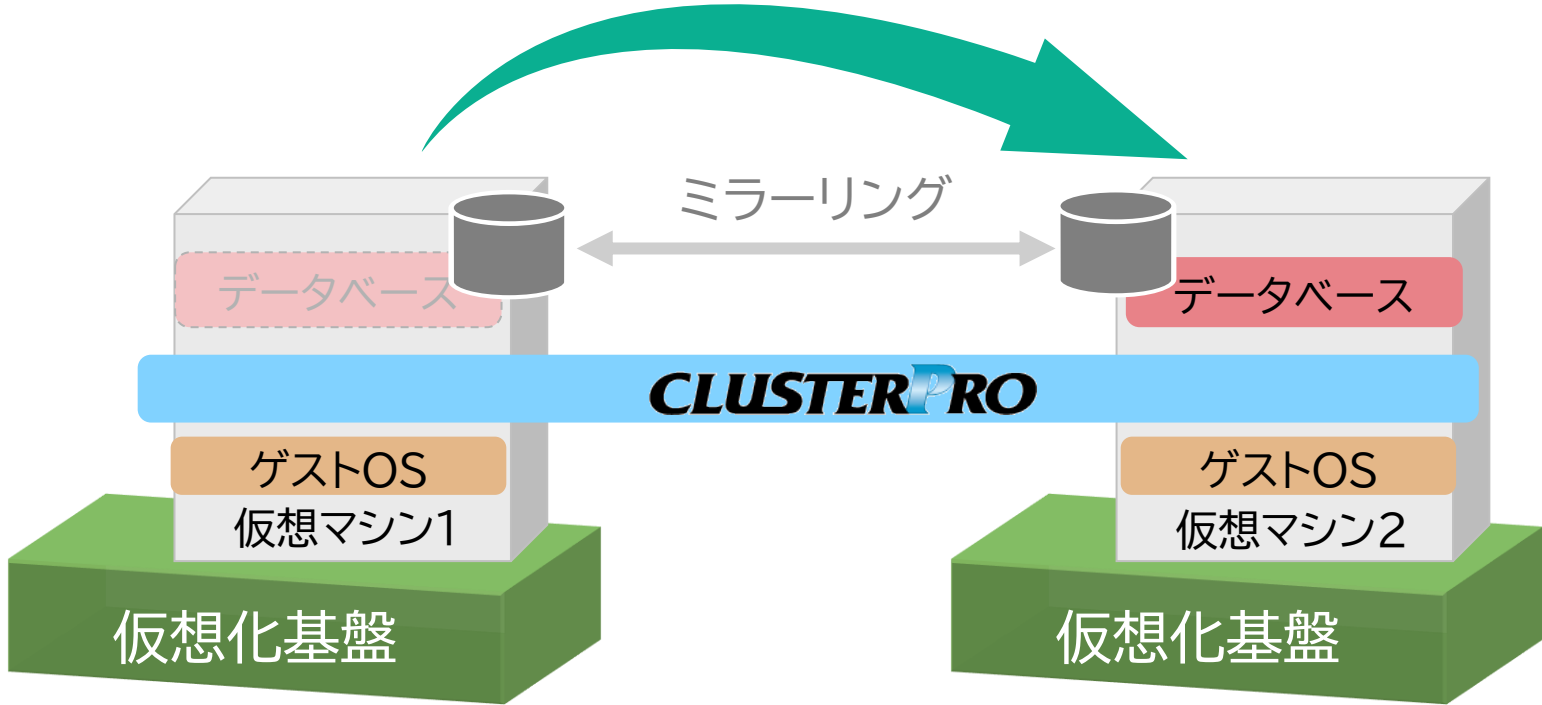 ミラーリング
データベース
データベース
CLUSTERPRO
ゲストOS
ゲストOS
仮想マシン1
仮想マシン2
仮想化基盤
仮想化基盤